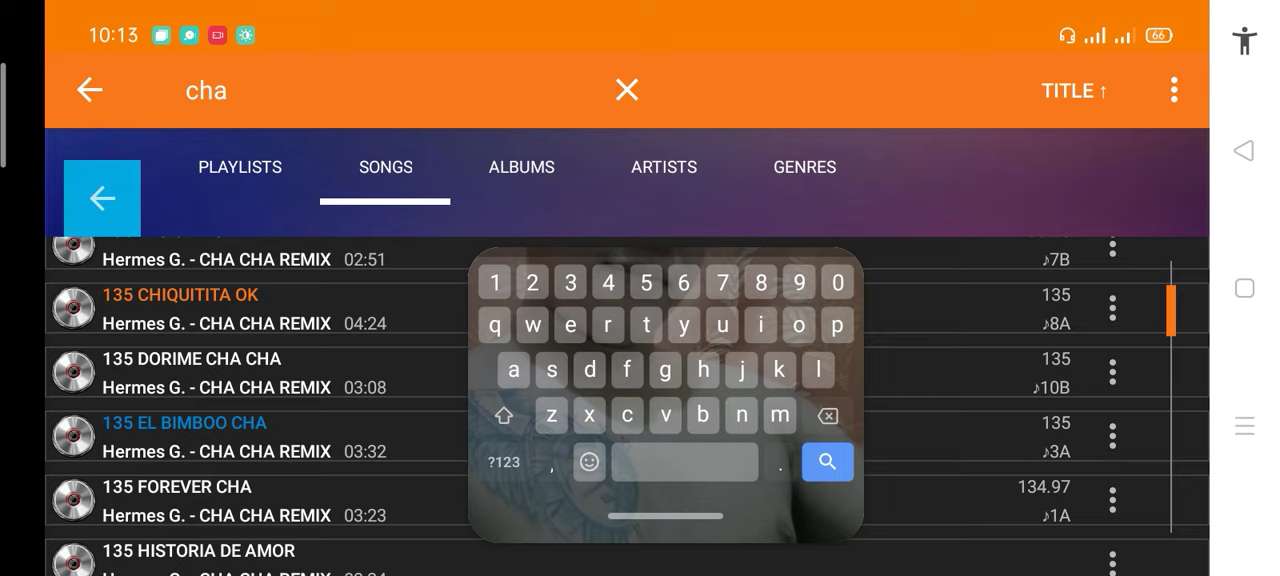 10:13
66
cha
TITLE ↑
PLAYLISTS SONGS ALBUMS ARTISTS GENRES
Hermes G. - CHA CHA REMIX 02:51 ♪7B
135 CHIQUITITA OK 135
Hermes G. - CHA CHA REMIX 04:24 ♪8A
135 DORIME CHA CHA 135
Hermes G. - CHA CHA REMIX 03:08 ♪10B
135 EL BIMBOO CHA 135
Hermes G. - CHA CHA REMIX 03:32 ♪3A
135 FOREVER CHA 134.97
Hermes G. - CHA CHA REMIX 03:23 ♪1A
135 HISTORIA DE AMOR
1 2 3 4 5 6 7 8 9 0
q w e r t y u i o p
a s d f g h j k l
z x c v b n m
?123 , .